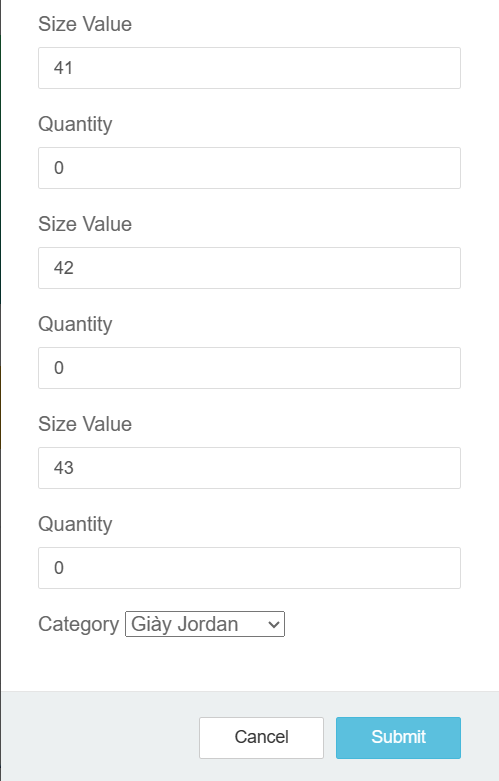 Size Value
41
Quantity
0
Size Value
42
Quantity
0
Size Value
43
Quantity
0
Category Giày Jordan
Cancel Submit